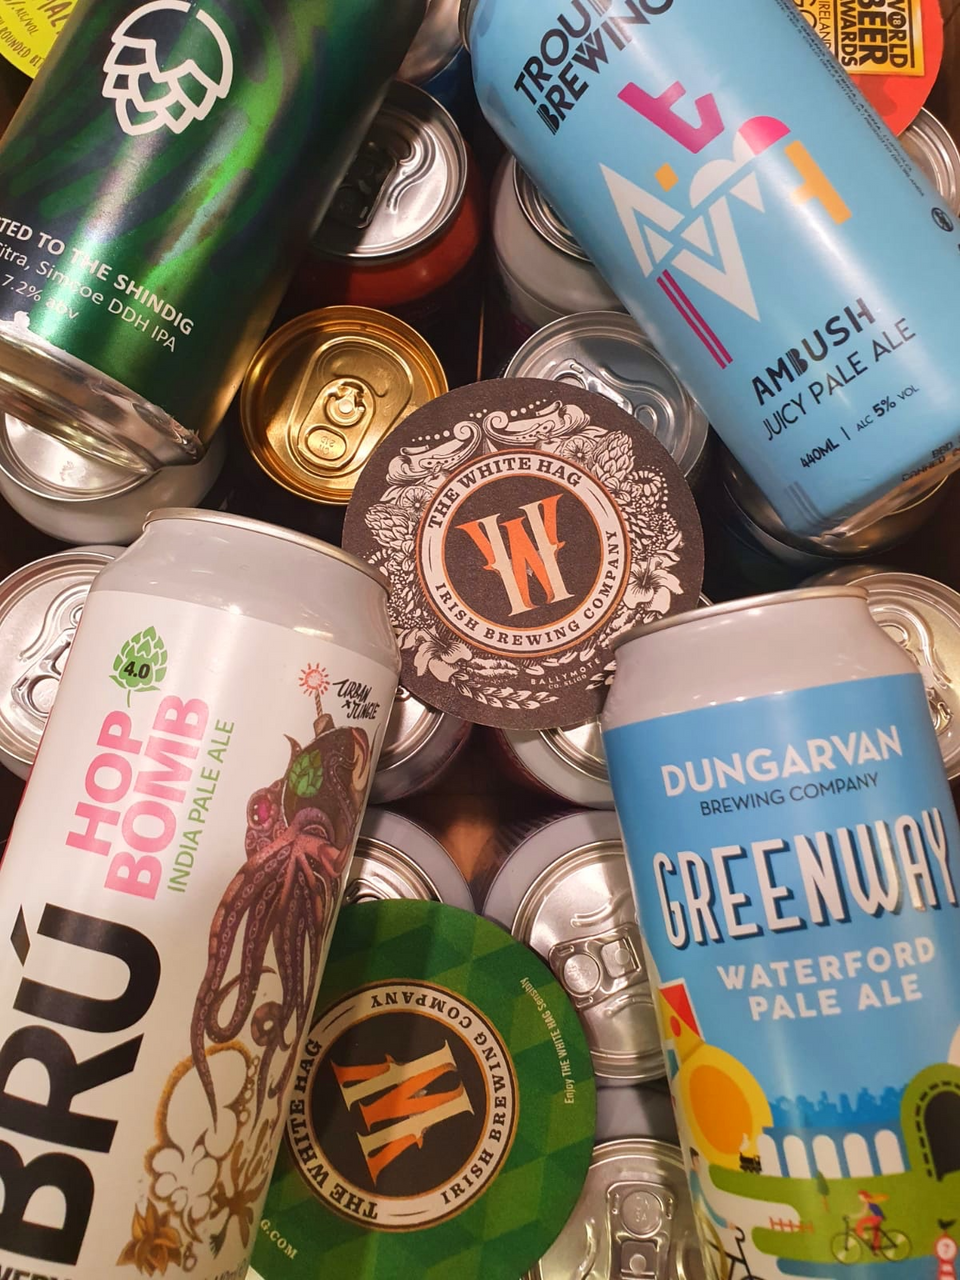 TED TO THE SHINDIG
Citra, Simcoe DDH IPA
7.2% abv
TROU
BREWING
AMBUSH
JUICY PALE ALE
440ML | ALC 5% VOL
WORLD
BEER
AWARDS
IRELAND
THE WHITE HAG
IRISH BREWING COMPANY
BALLYMOTE
CO. SLIGO
4.0
HOP
BOMB
INDIA PALE ALE
URBAN
JUNGLE
BRÚ
DUNGARVAN
BREWING COMPANY
GREENWAY
WATERFORD
PALE ALE
THE WHITE HAG
IRISH BREWING COMPANY
Enjoy THE WHITE HAG Sensibly
G.COM